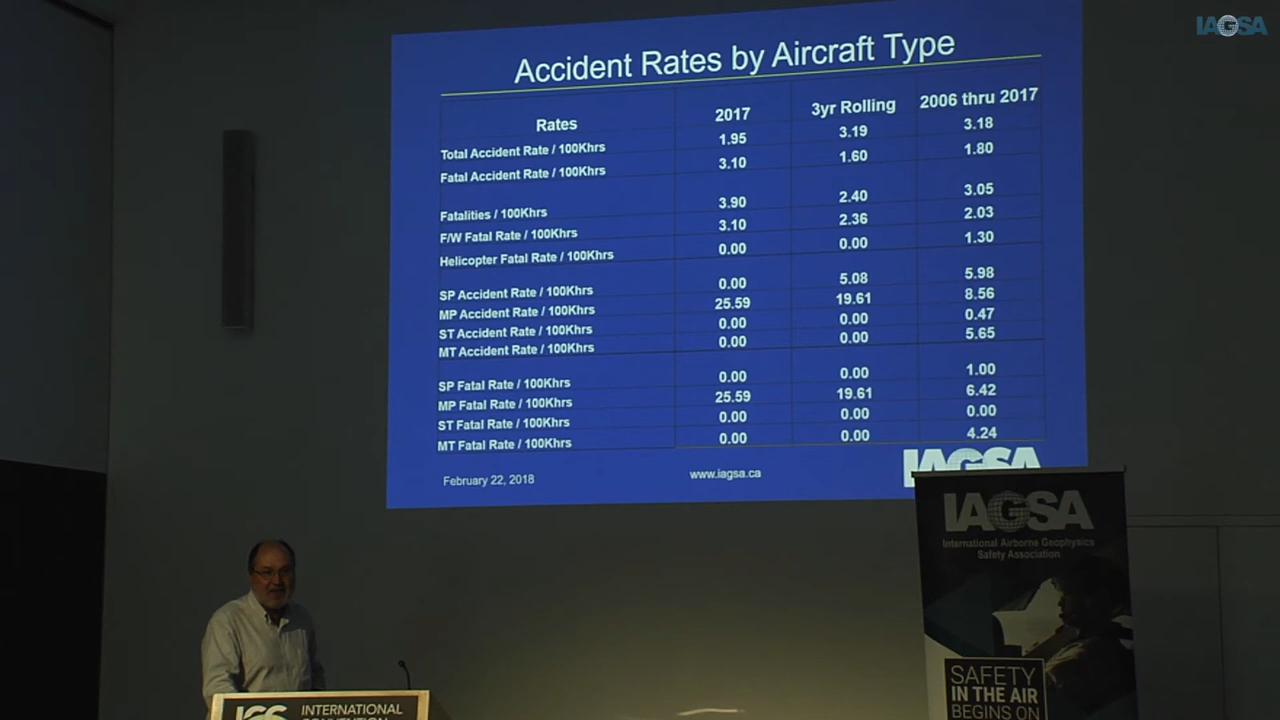 IAGSA
Accident Rates by Aircraft Type
Rates 2017 3yr Rolling 2006 thru 2017
Total Accident Rate / 100Khrs 1.95 3.19 3.18
Fatal Accident Rate / 100Khrs 3.10 1.60 1.80
Fatalities / 100Khrs 3.90 2.40 3.05
F/W Fatal Rate / 100Khrs 3.10 2.36 2.03
Helicopter Fatal Rate / 100Khrs 0.00 0.00 1.30
SP Accident Rate / 100Khrs 0.00 5.08 5.98
MP Accident Rate / 100Khrs 25.59 19.61 8.56
ST Accident Rate / 100Khrs 0.00 0.00 0.47
MT Accident Rate / 100Khrs 0.00 0.00 5.65
SP Fatal Rate / 100Khrs 0.00 0.00 1.00
MP Fatal Rate / 100Khrs 25.59 19.61 6.42
ST Fatal Rate / 100Khrs 0.00 0.00 0.00
MT Fatal Rate / 100Khrs 0.00 0.00 4.24
February 22, 2018 www.iagsa.ca IAGSA
IAGSA
International Airborne Geophysics
Safety Association
SAFETY
IN THE AIR
BEGINS ON
ICS INTERNATIONAL
CONVENTION